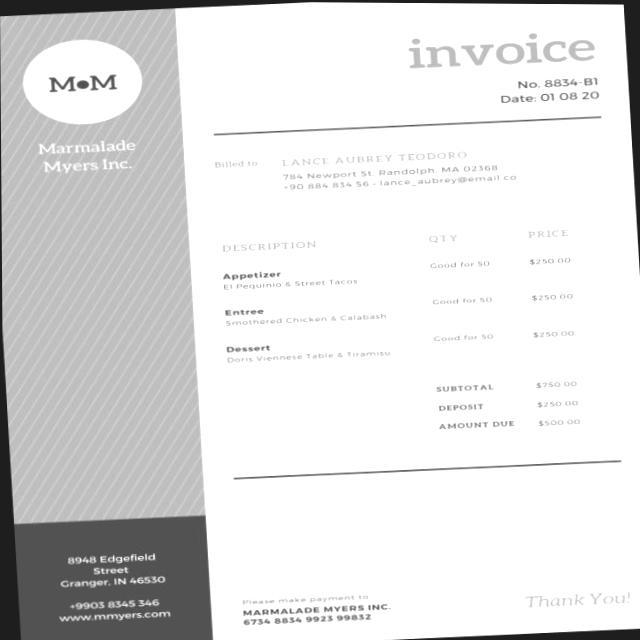 M•M
Marmalade
Myers Inc.
invoice
No. 8834-B1
Date: 01 08 20
Billed to
LANCE AUBREY TEODORO
784 Newport St. Randolph, MA 02368
+90 884 834 56 - lance_aubrey@email co
DESCRIPTION QTY PRICE
Appetizer Good for 50 $250.00
El Pequinio & Street Tacos
Entree Good for 50 $250.00
Smothered Chicken & Calabash
Dessert Good for 50 $250.00
Doris Viennese Table & Tiramisu
SUBTOTAL $750.00
DEPOSIT $250.00
AMOUNT DUE $500.00
8948 Edgefield
Street
Granger, IN 46530
+9903 8345 346
www.mmyers.com
Please make payment to
MARMALADE MYERS INC.
6734 8834 9923 99832
Thank You!